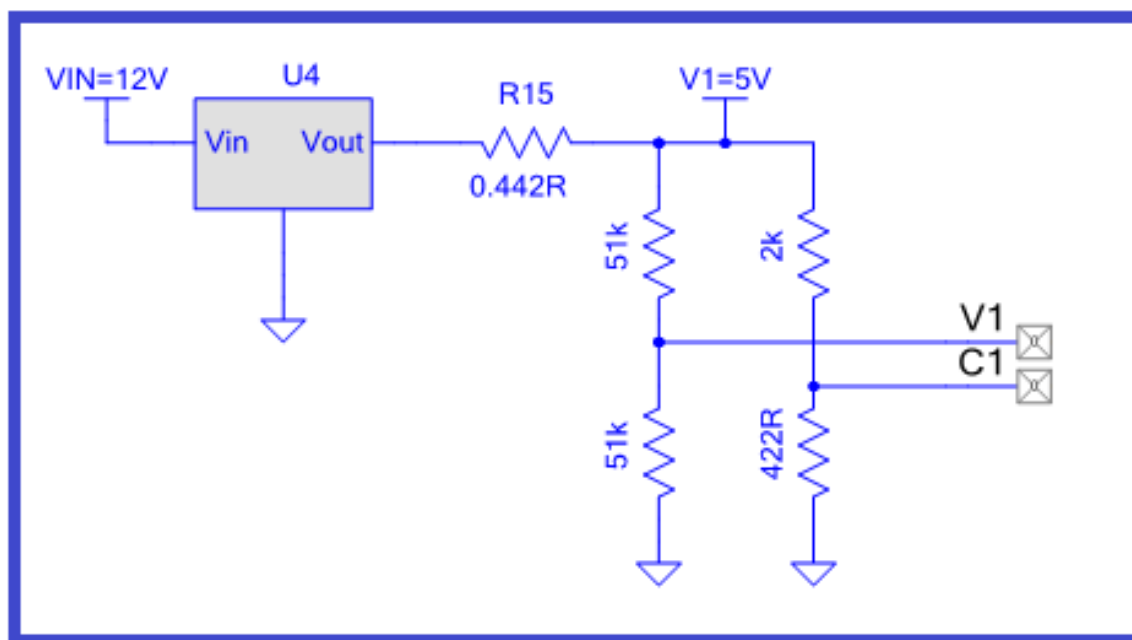 VIN=12V
U4
R15
V1=5V
Vin
Vout
0.442R
51k
2k
V1
C1
51k
422R